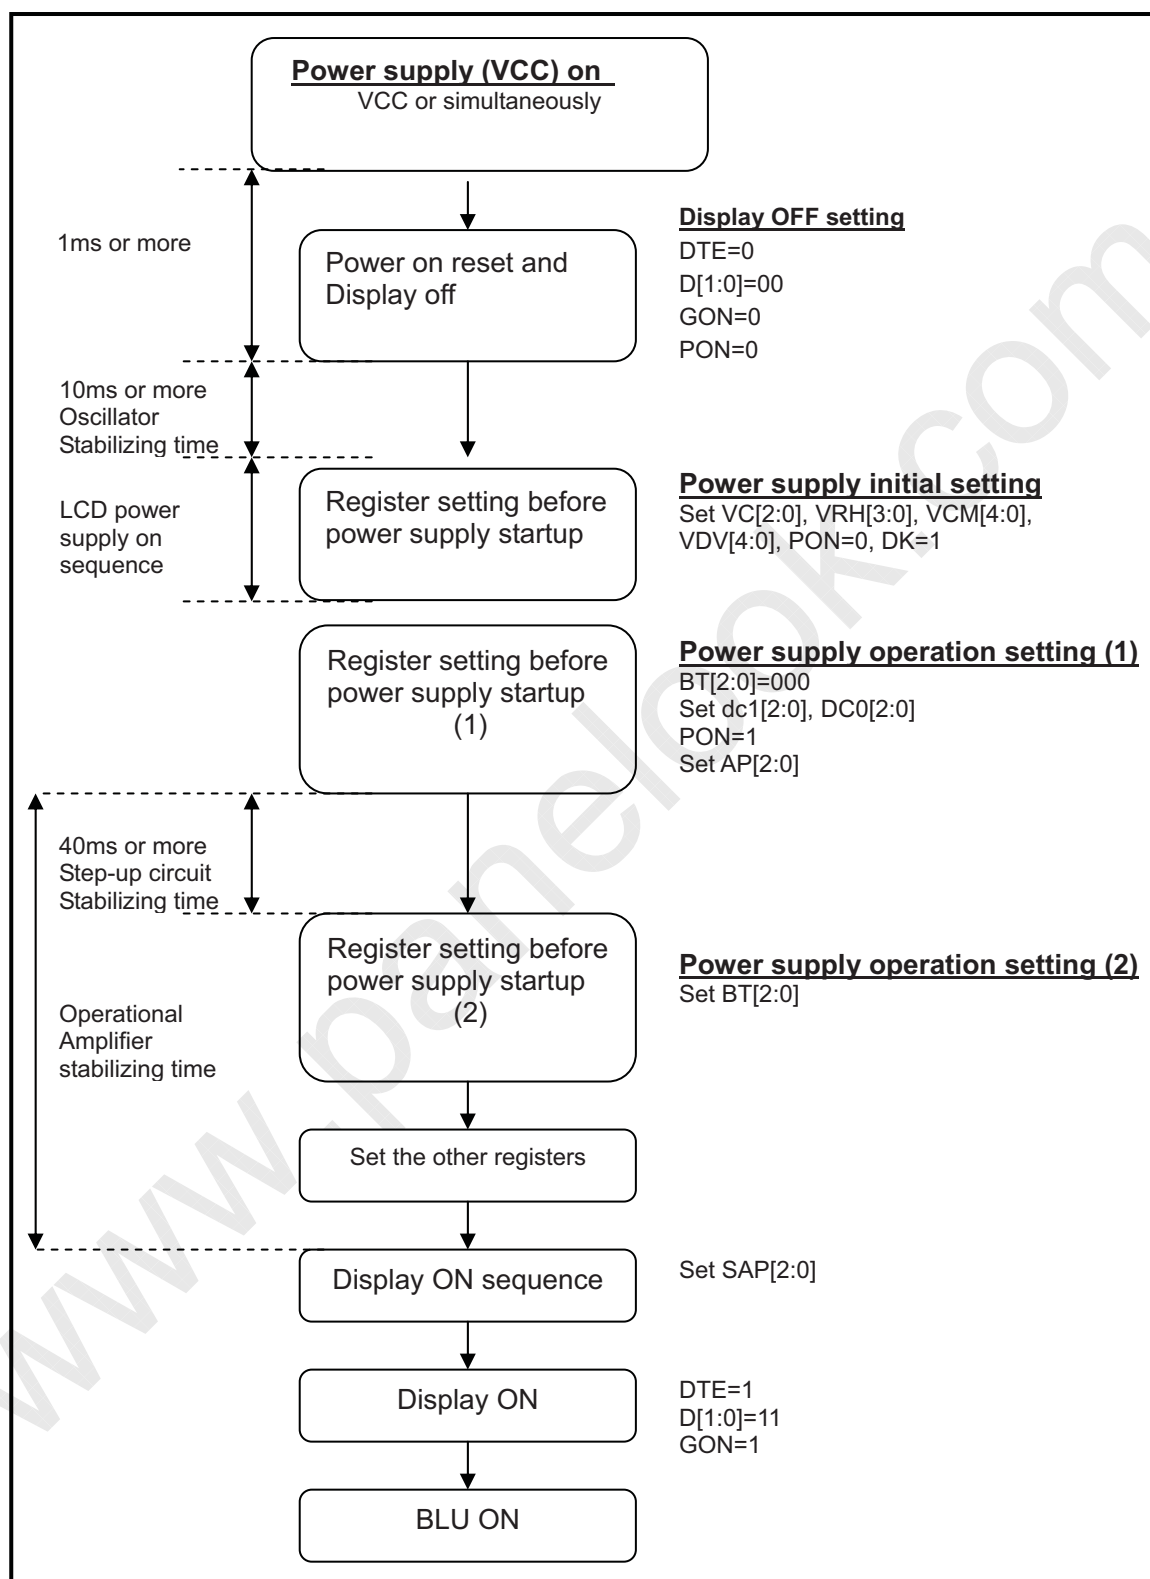 Power supply (VCC) on
VCC or simultaneously
1ms or more
Power on reset and
Display off
Display OFF setting
DTE=0
D[1:0]=00
GON=0
PON=0
10ms or more
Oscillator
Stabilizing time
LCD power
supply on
sequence
Register setting before
power supply startup
Power supply initial setting
Set VC[2:0], VRH[3:0], VCM[4:0],
VDV[4:0], PON=0, DK=1
Register setting before
power supply startup
(1)
Power supply operation setting (1)
BT[2:0]=000
Set dc1[2:0], DC0[2:0]
PON=1
Set AP[2:0]
40ms or more
Step-up circuit
Stabilizing time
Register setting before
power supply startup
(2)
Power supply operation setting (2)
Set BT[2:0]
Operational
Amplifier
stabilizing time
Set the other registers
Display ON sequence
Set SAP[2:0]
Display ON
DTE=1
D[1:0]=11
GON=1
BLU ON
www.panelook.com